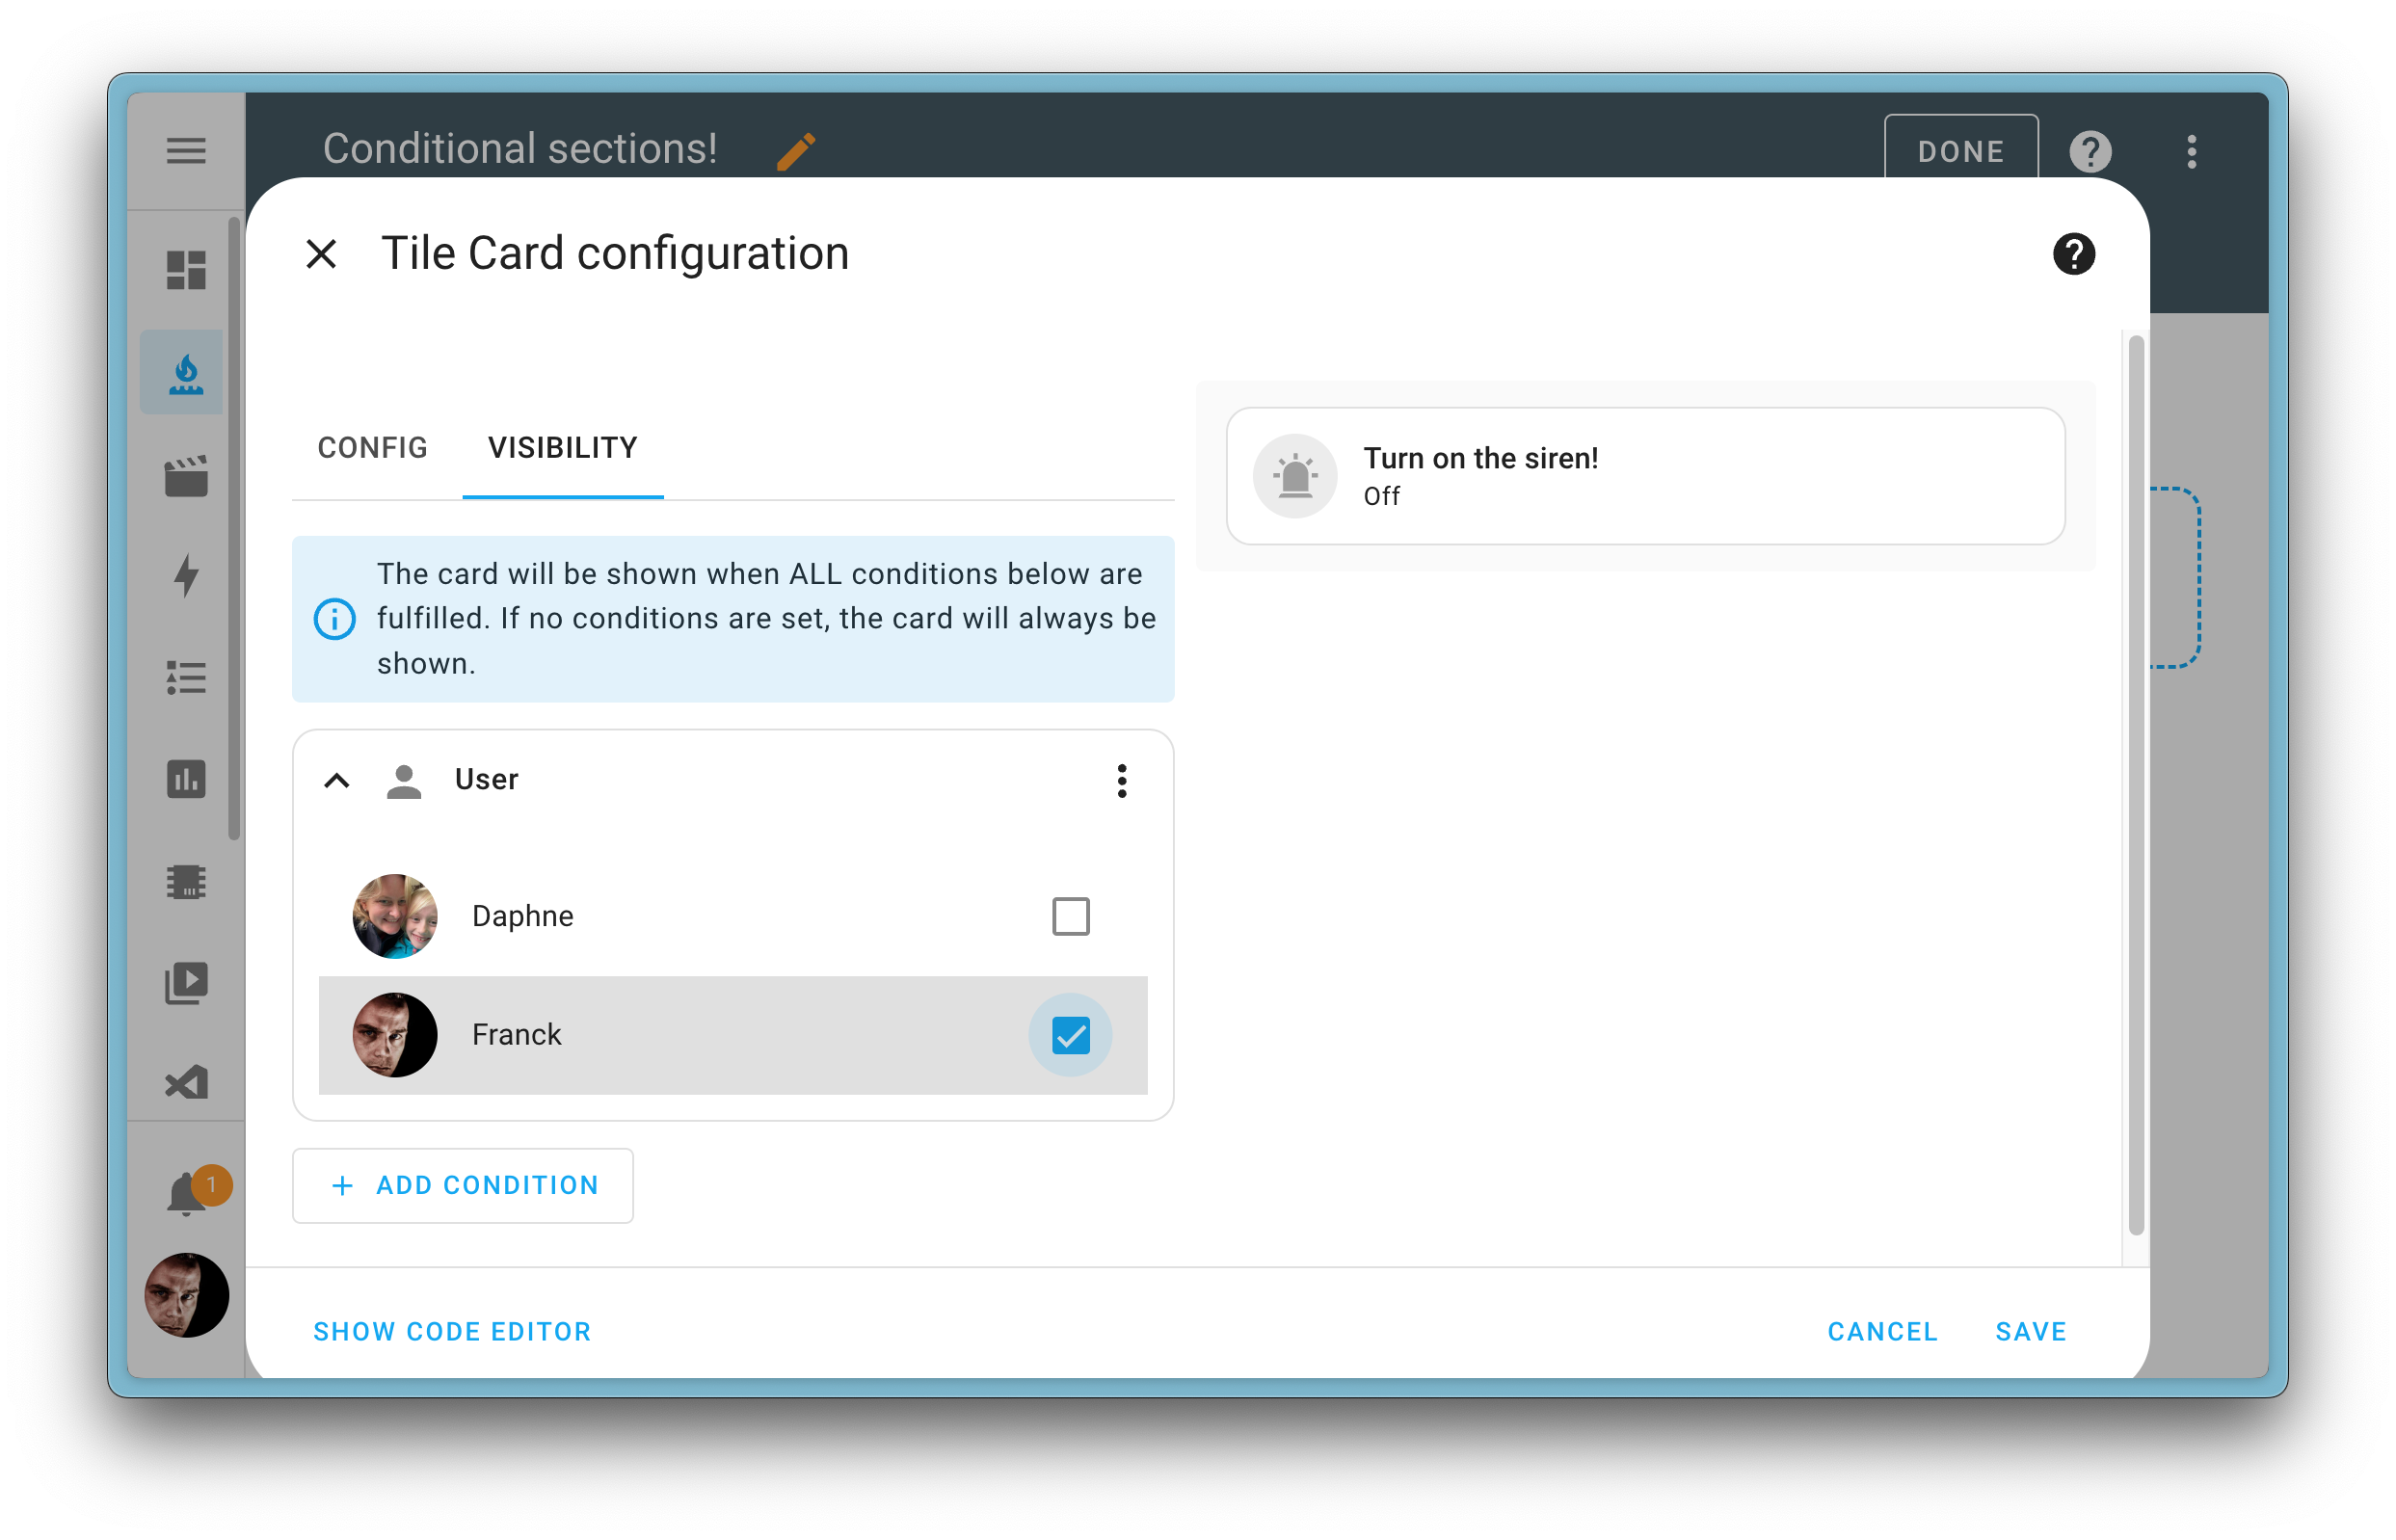 Conditional sections!
DONE
Tile Card configuration
CONFIG VISIBILITY
The card will be shown when ALL conditions below are
fulfilled. If no conditions are set, the card will always be
shown.
Turn on the siren!
Off
User
Daphne
Franck
+ ADD CONDITION
1
SHOW CODE EDITOR
CANCEL SAVE